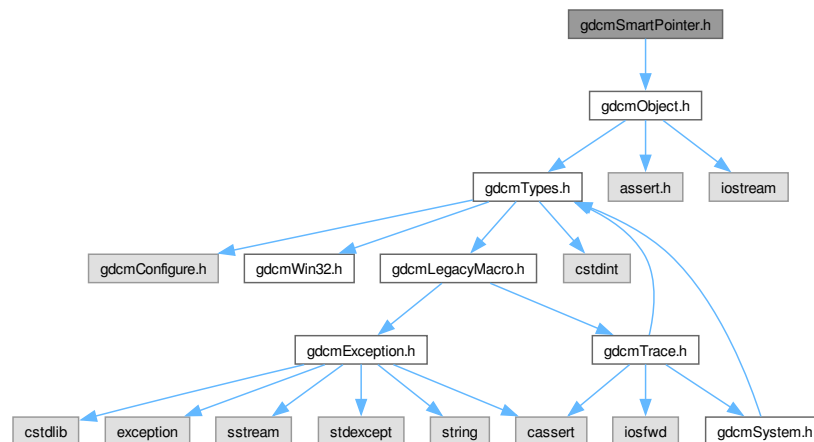 gdcmSmartPointer.h
gdcmObject.h
gdcmTypes.h
assert.h
iostream
gdcmConfigure.h
gdcmWin32.h
gdcmLegacyMacro.h
cstdint
gdcmException.h
gdcmTrace.h
cstdlib
exception
sstream
stdexcept
string
cassert
iosfwd
gdcmSystem.h